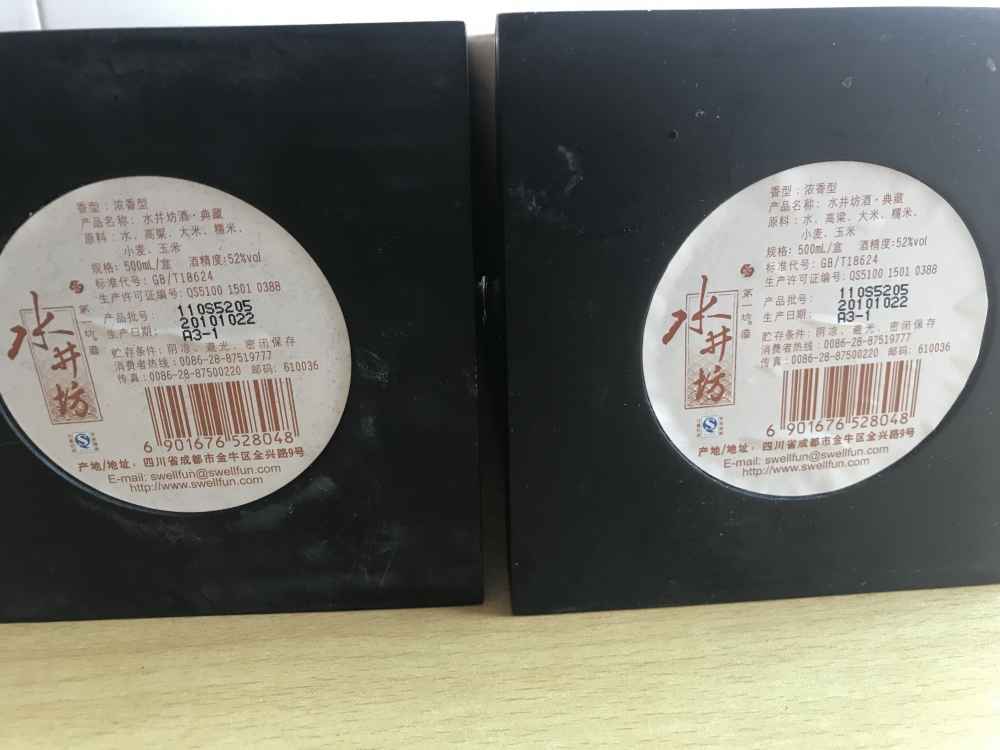 香型：浓香型
产品名称：水井坊酒·典藏
原料：水、高粱、大米、糯米、
小麦、玉米
规格：500mL/盒 酒精度:52%vol
标准代号：GB/T18624
生产许可证编号：QS5100 1501 0388
产品批号：110S5205
生产日期：20101022
A3-1
贮存条件：阴凉、避光、密闭保存
消费者热线：0086-28-87519777
传真：0086-28-87500220 邮码：610036
第一坊
水井坊
6 901676 528048
产地/地址：四川省成都市金牛区全兴路9号
E-mail: swellfun@swellfun.com
http://www.swellfun.com
香型：浓香型
产品名称：水井坊酒·典藏
原料：水、高粱、大米、糯米、
小麦、玉米
规格：500mL/盒 酒精度:52%vol
标准代号：GB/T18624
生产许可证编号：QS5100 1501 0388
产品批号：110S5205
生产日期：20101022
A3-1
贮存条件：阴凉、避光、密闭保存
消费者热线：0086-28-87519777
传真：0086-28-87500220 邮码：610036
第一坊
水井坊
6 901676 528048
产地/地址：四川省成都市金牛区全兴路9号
E-mail: swellfun@swellfun.com
http://www.swellfun.com